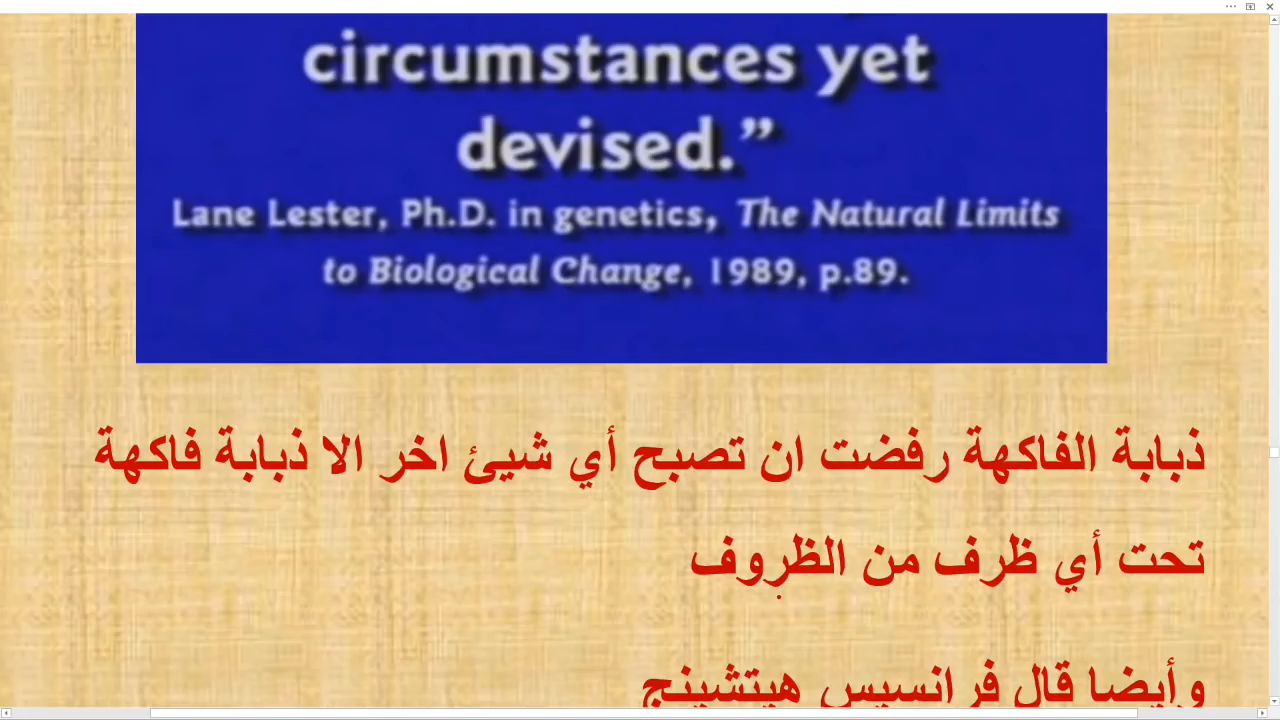 circumstances yet
devised.”
Lane Lester, Ph.D. in genetics, The Natural Limits
to Biological Change, 1989, p.89.
ذبابة الفاكهة رفضت ان تصبح أي شيئ اخر الا ذبابة فاكهة
تحت أي ظرف من الظروف
وأيضا قال فرانسيس هيتشينج